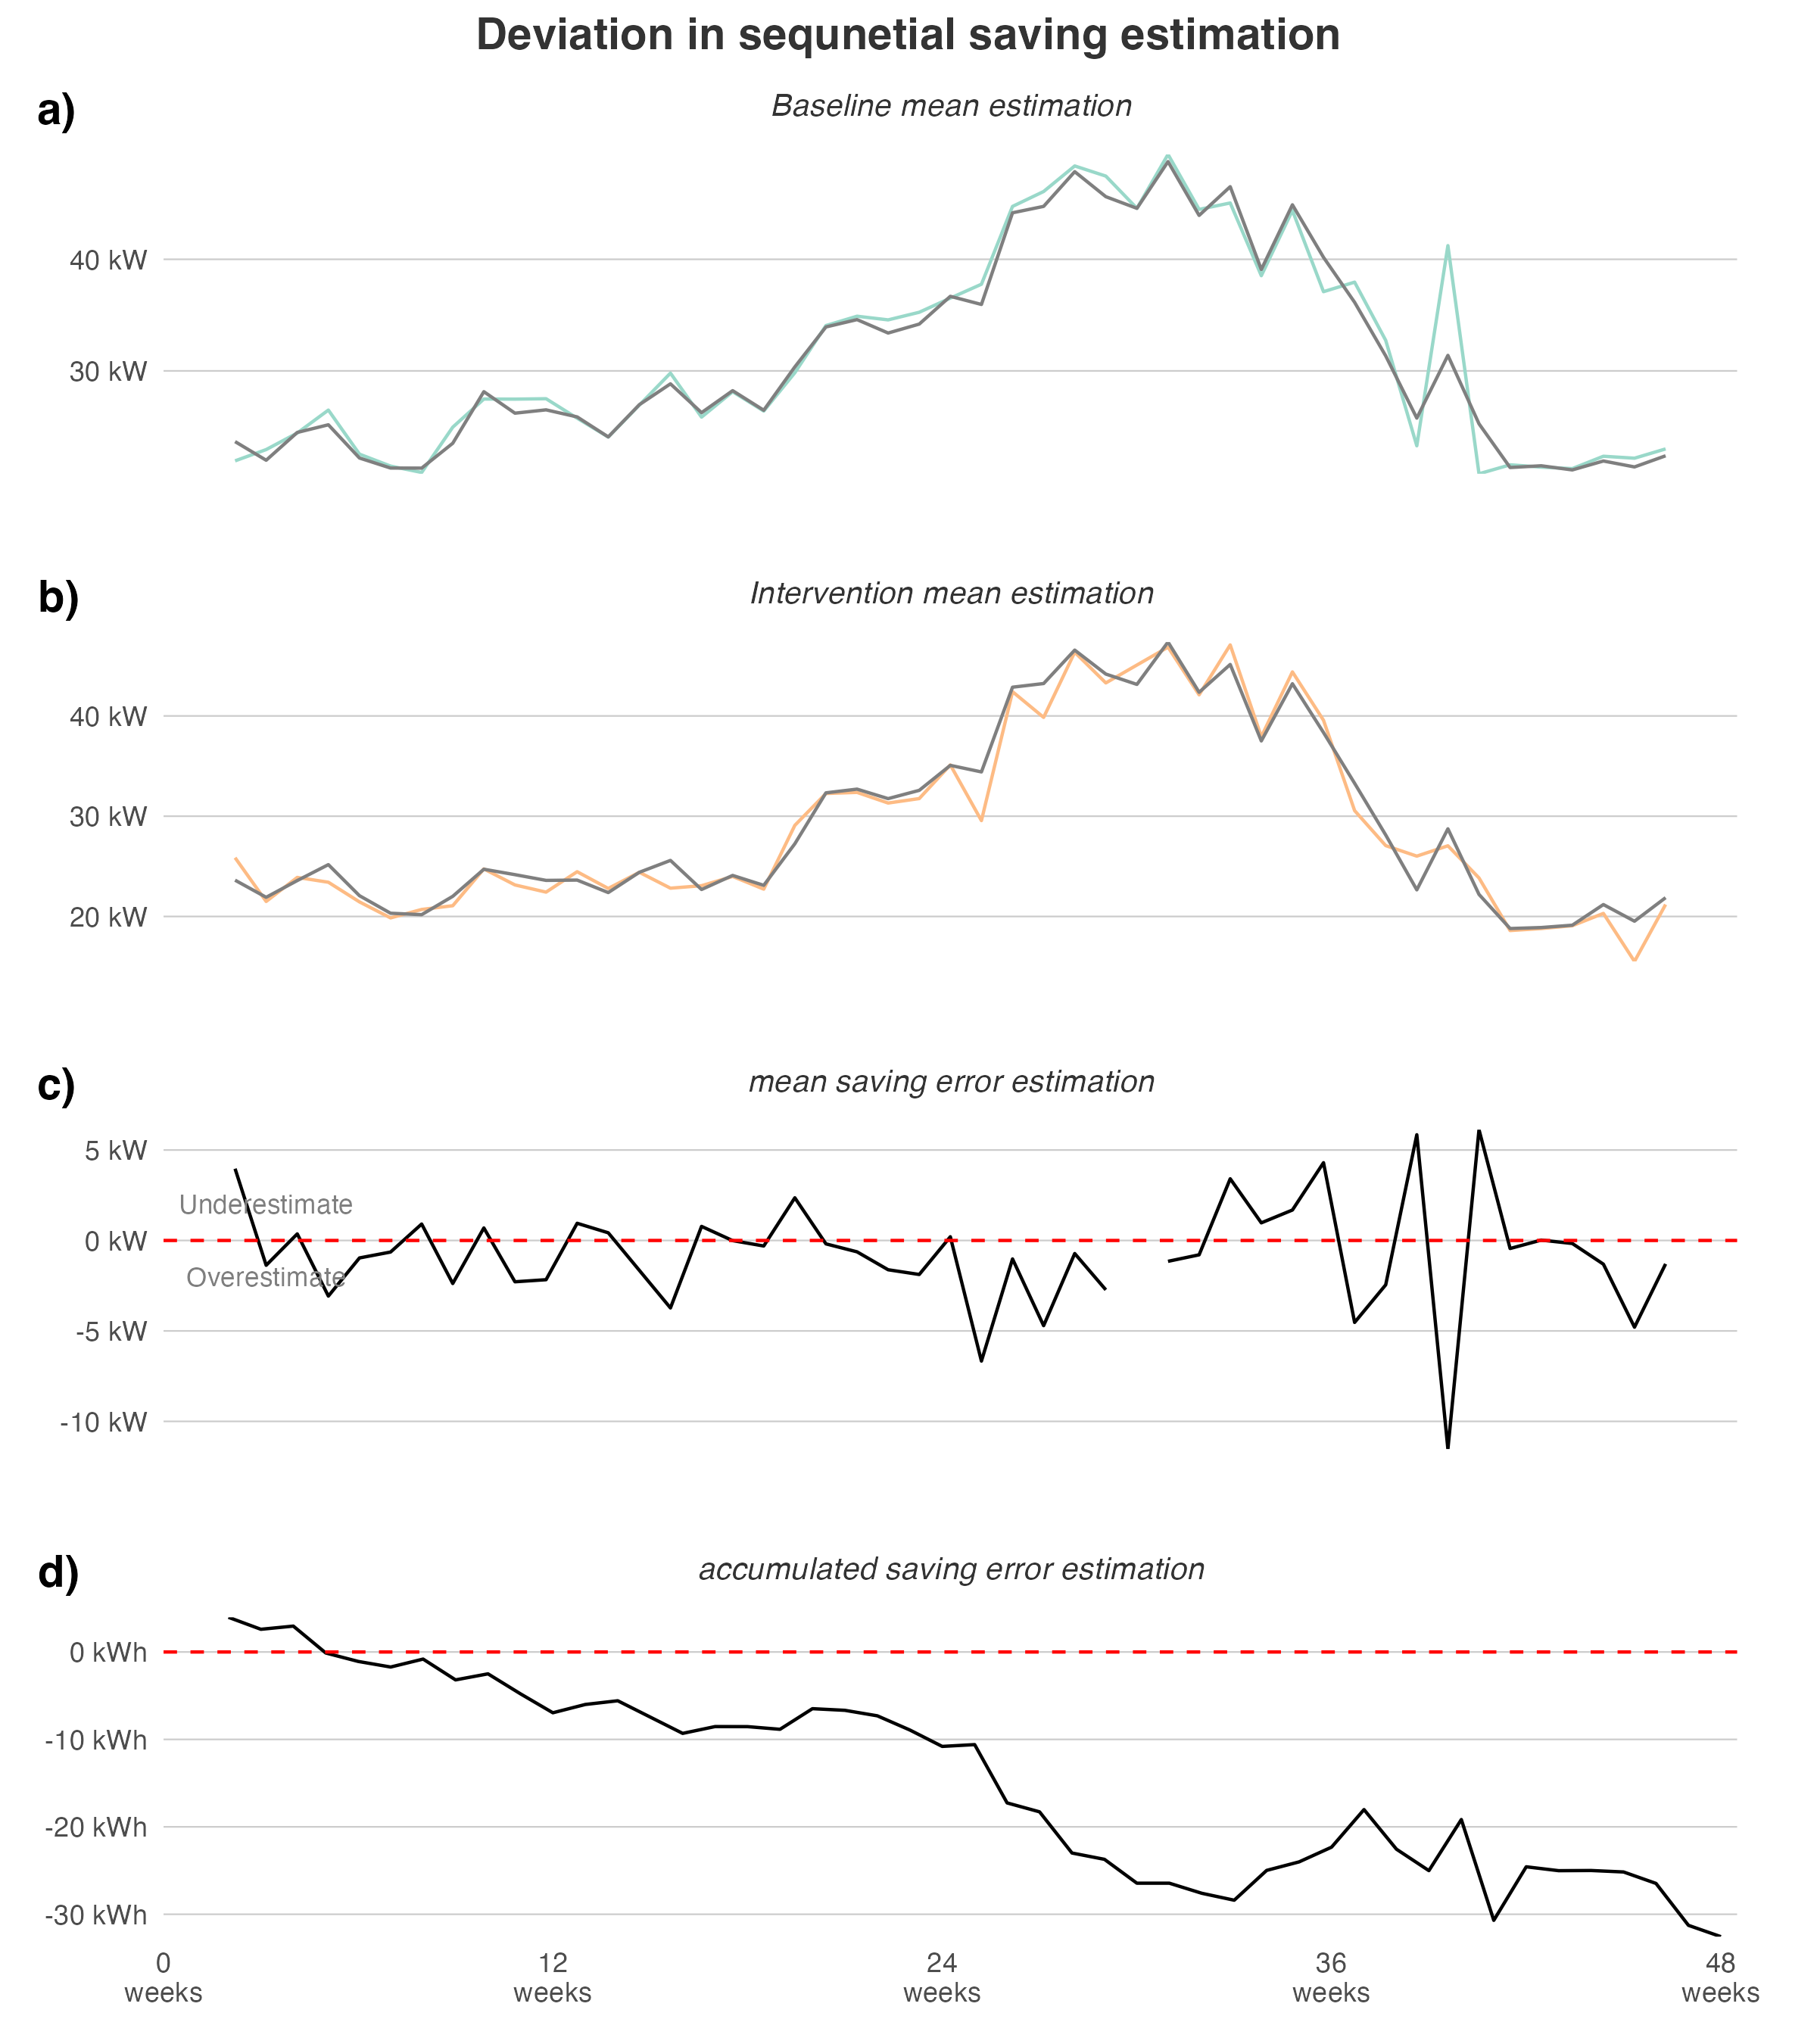 Deviation in sequnetial saving estimation
a)
Baseline mean estimation
40 kW
30 kW
b)
Intervention mean estimation
40 kW
30 kW
20 kW
c)
mean saving error estimation
5 kW
Underestimate
0 kW
Overestimate
-5 kW
-10 kW
d)
accumulated saving error estimation
0 kWh
-10 kWh
-20 kWh
-30 kWh
0 12 24 36 48
weeks weeks weeks weeks weeks